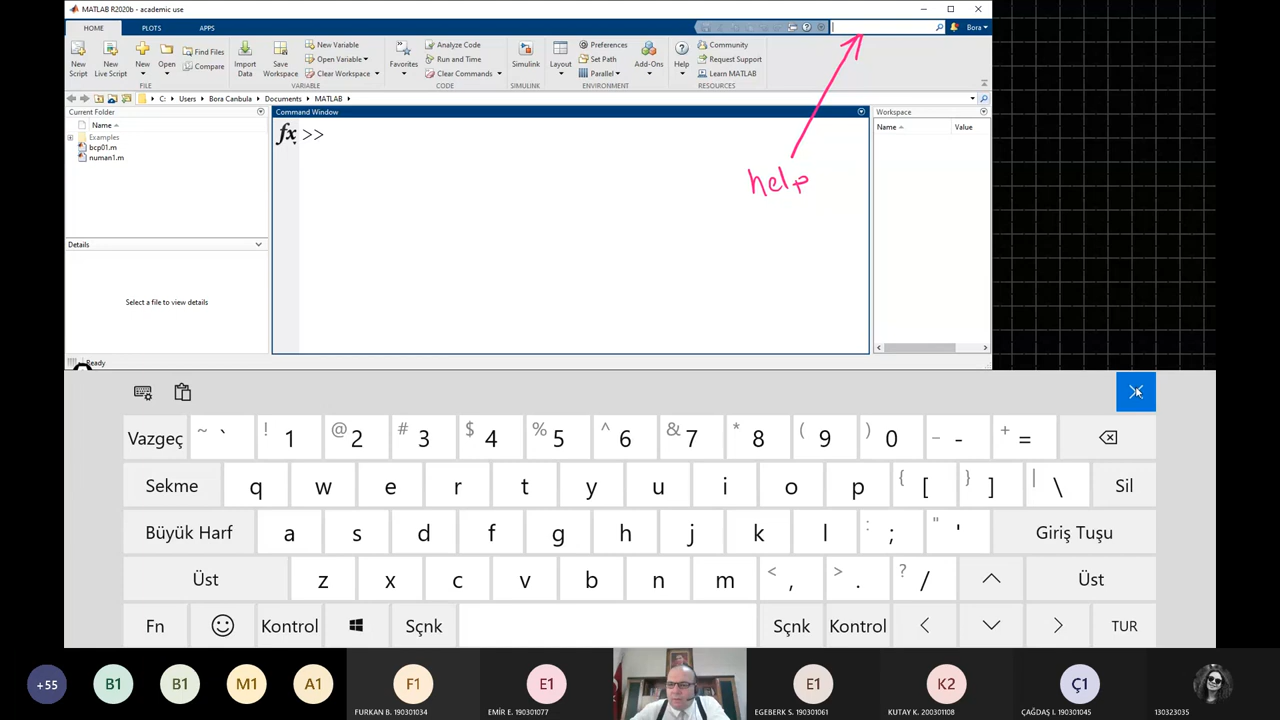 MATLAB R2020b - academic use
HOME PLOTS APPS Bora
New Script New Live Script New Open Find Files Compare Import Data Save Workspace New Variable Open Variable Clear Workspace Favorites Analyze Code Run and Time Clear Commands Simulink Layout Preferences Set Path Parallel Add-Ons Help Community Request Support Learn MATLAB
FILE VARIABLE CODE SIMULINK ENVIRONMENT RESOURCES
C: Users Bora Canbula Documents MATLAB
Current Folder Command Window Workspace
Name Name Value
Examples
bcp01.m
numan1.m
fx >>
help
Details
Select a file to view details
Ready
Vazgeç ~ ` ! 1 @ 2 # 3 $ 4 % 5 ^ 6 & 7 * 8 ( 9 ) 0 _ - + =
Sekme q w e r t y u i o p { [ } ] | \ Sil
Büyük Harf a s d f g h j k l : ; " ' Giriş Tuşu
Üst z x c v b n m < , > . ? / Üst
Fn Kontrol Sçnk Sçnk Kontrol TUR
+55 B1 B1 M1 A1 F1 E1 E1 K2 Ç1
FURKAN B. 190301034 EMİR E. 190301077 EGEBERK S. 190301061 KUTAY K. 200301108 ÇAĞDAŞ I. 190301045 130323035